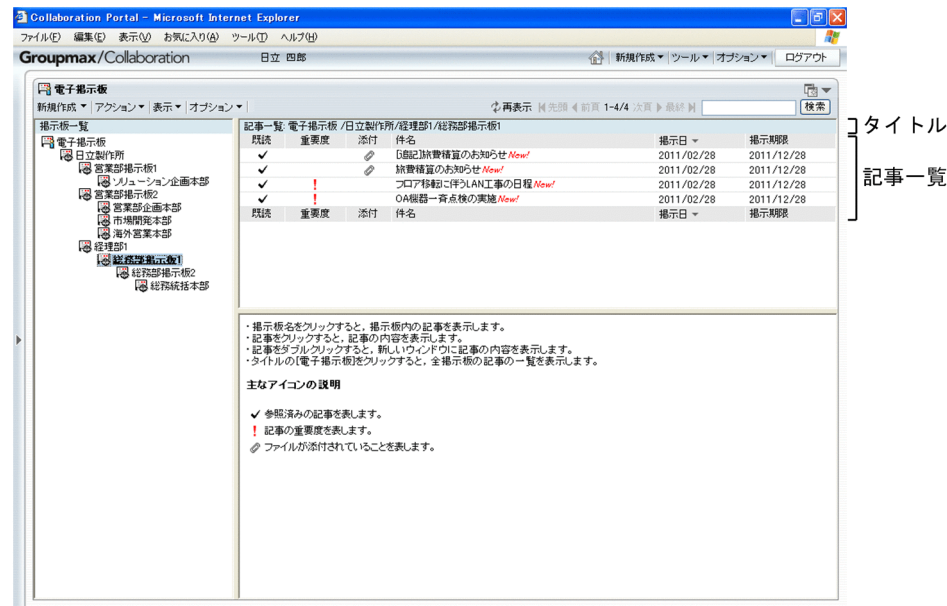 Collaboration Portal - Microsoft Internet Explorer
ファイル(F) 編集(E) 表示(V) お気に入り(A) ツール(T) ヘルプ(H)
Groupmax/Collaboration 日立 四郎 新規作成▼ ツール▼ オプション▼ ログアウト
電子掲示板
新規作成▼ アクション▼ 表示▼ オプション▼ 再表示 先頭 前頁 1-4/4 次頁 最終 検索
掲示板一覧
電子掲示板
日立製作所
営業部掲示板1
ソリューション企画本部
営業部掲示板2
営業部企画本部
市場開発本部
海外営業本部
経理部1
総務部掲示板1
総務部掲示板2
総務統括本部
記事一覧: 電子掲示板 /日立製作所/経理部1/総務部掲示板1
既読 重要度 添付 件名 掲示日 掲示期限
[追記]旅費積算のお知らせ New! 2011/02/28 2011/12/28
旅費積算のお知らせ New! 2011/02/28 2011/12/28
! フロア移転に伴うLAN工事の日程 New! 2011/02/28 2011/12/28
! OA機器一斉点検の実施 New! 2011/02/28 2011/12/28
既読 重要度 添付 件名 掲示日 掲示期限
・掲示板名をクリックすると，掲示板内の記事を表示します。
・記事をクリックすると，記事の内容を表示します。
・記事をダブルクリックすると，新しいウィンドウに記事の内容を表示します。
・タイトルの[電子掲示板]をクリックすると，全掲示板の記事の一覧を表示します。
主なアイコンの説明
参照済みの記事を表します。
! 記事の重要度を表します。
ファイルが添付されていることを表します。
タイトル
記事一覧